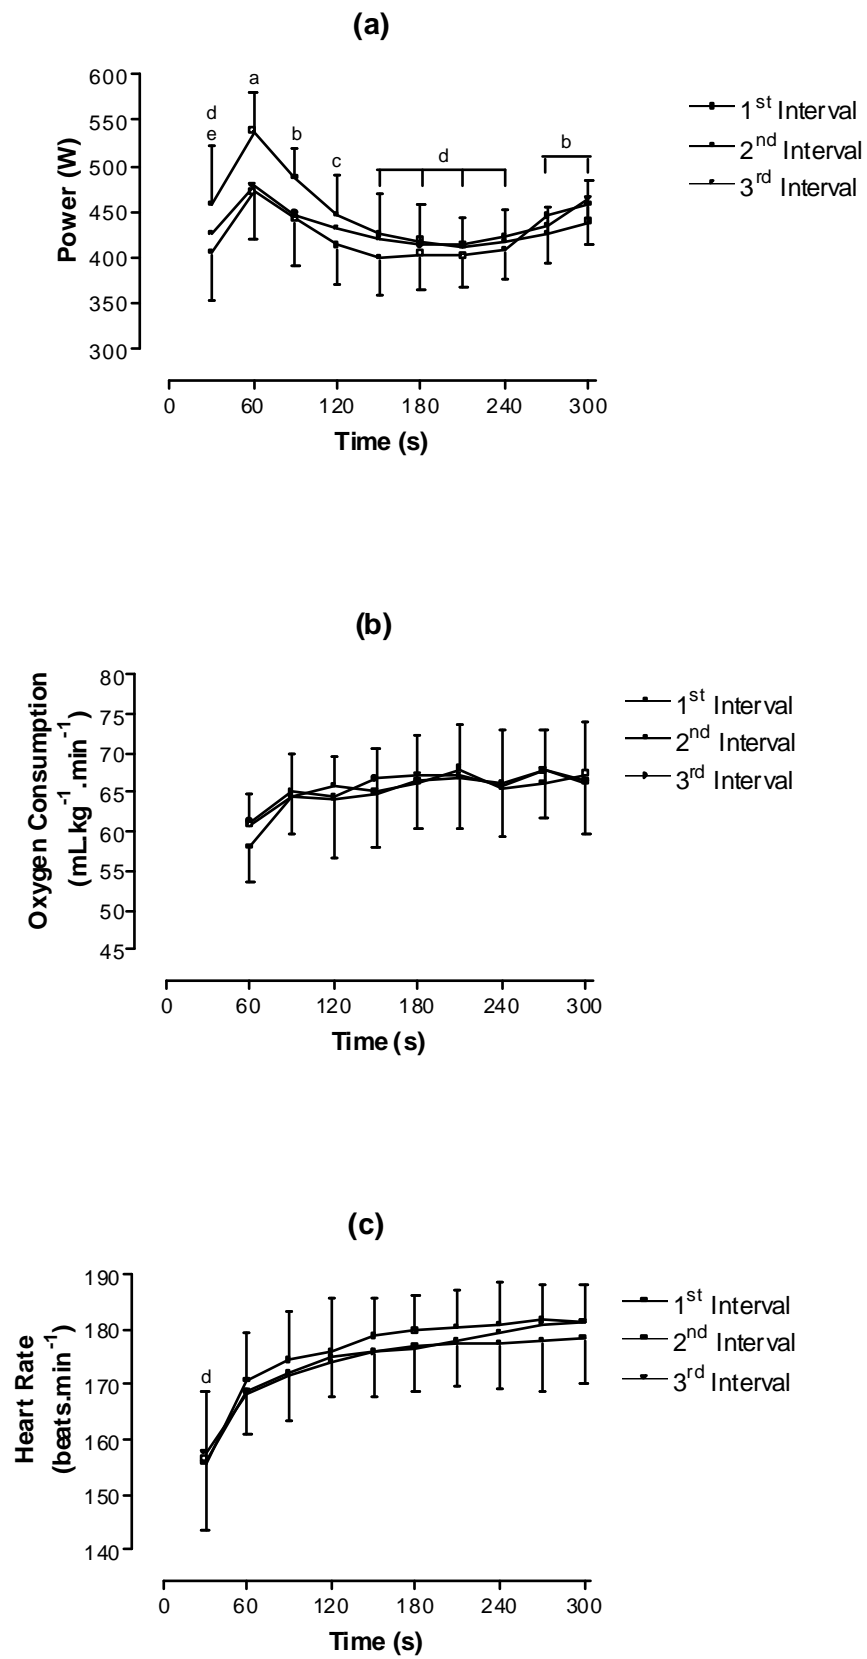 (a)
600
550
500
450
400
350
300
Power (W)
d
e
a
b
c
d
b
1st Interval
2nd Interval
3rd Interval
0 60 120 180 240 300
Time (s)
(b)
80
75
70
65
60
55
50
45
Oxygen Consumption
(mL.kg-1.min-1)
1st Interval
2nd Interval
3rd Interval
0 60 120 180 240 300
Time (s)
(c)
190
180
170
160
150
140
Heart Rate
(beats.min-1)
d
1st Interval
2nd Interval
3rd Interval
0 60 120 180 240 300
Time (s)